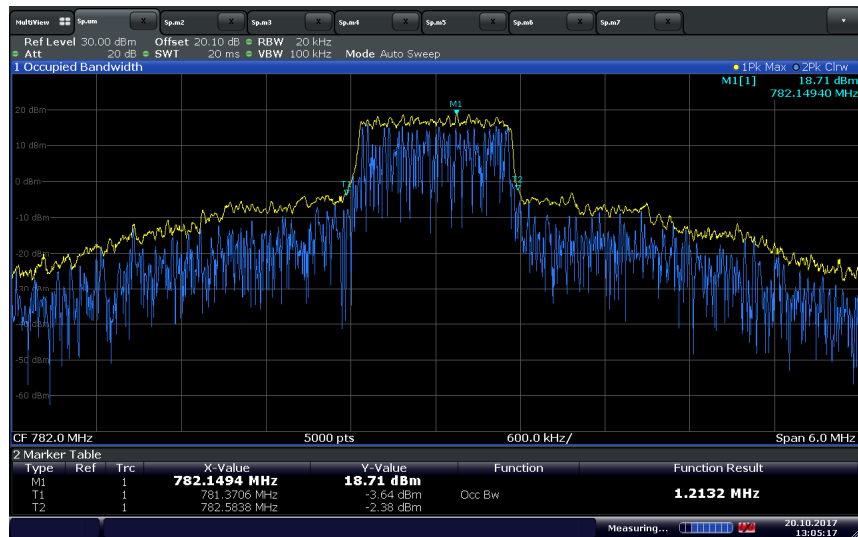 MultiView Sp.um X Sp.m2 X Sp.m3 X Sp.m4 X Sp.m5 X Sp.m6 X Sp.m7 X
Ref Level 30.00 dBm Offset 20.10 dB RBW 20 kHz
Att 20 dB SWT 20 ms VBW 100 kHz Mode Auto Sweep
1 Occupied Bandwidth 1Pk Max 2Pk Clrw
M1[1] 18.71 dBm
782.14940 MHz
M1
20 dBm
10 dBm
T1 T2
0 dBm
-10 dBm
-20 dBm
-30 dBm
-40 dBm
-50 dBm
-60 dBm
CF 782.0 MHz 5000 pts 600.0 kHz/ Span 6.0 MHz
2 Marker Table
Type Ref Trc X-Value Y-Value Function Function Result
M1 1 782.1494 MHz 18.71 dBm
T1 1 781.3706 MHz -3.64 dBm Occ Bw 1.2132 MHz
T2 1 782.5838 MHz -2.38 dBm
Measuring... 20.10.2017
13:05:17